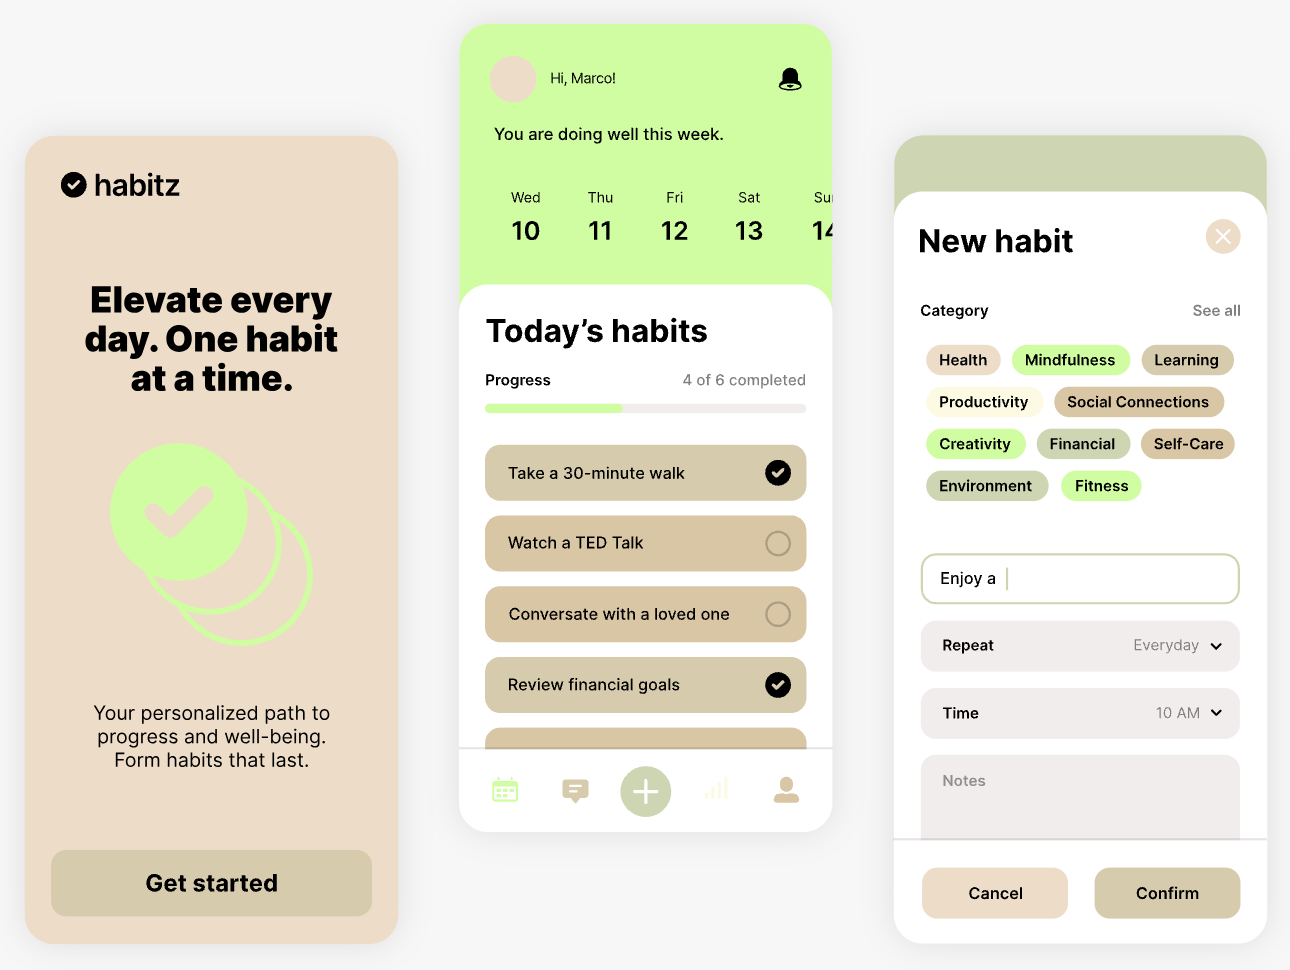 habitz
Elevate every
day. One habit
at a time.
Your personalized path to
progress and well-being.
Form habits that last.
Get started
Hi, Marco!
You are doing well this week.
Wed Thu Fri Sat
10 11 12 13
Today’s habits
Progress 4 of 6 completed
Take a 30-minute walk
Watch a TED Talk
Conversate with a loved one
Review financial goals
New habit
Category See all
Health Mindfulness Learning
Productivity Social Connections
Creativity Financial Self-Care
Environment Fitness
Enjoy a
Repeat Everyday
Time 10 AM
Notes
Cancel Confirm